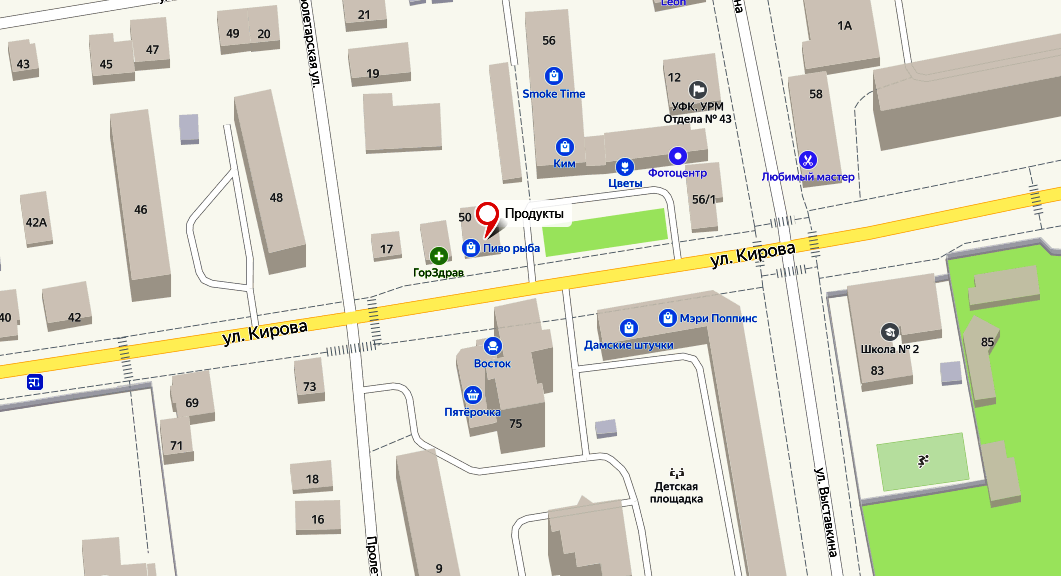 Leon
21
49
20
47
45
43
56
1А
19
12
58
Smoke Time
УФК, УРМ
Отдела № 43
Ким
Цветы
Фотоцентр
Любимый мастер
46
48
42А
56/1
50
Продукты
17
Пиво рыба
ГорЗдрав
ул. Кирова
40
42
ул. Кирова
Мэри Поппинс
Дамские штучки
Школа № 2
85
83
Восток
73
69
Пятёрочка
75
71
18
16
Детская
площадка
ул. Выставкина
9